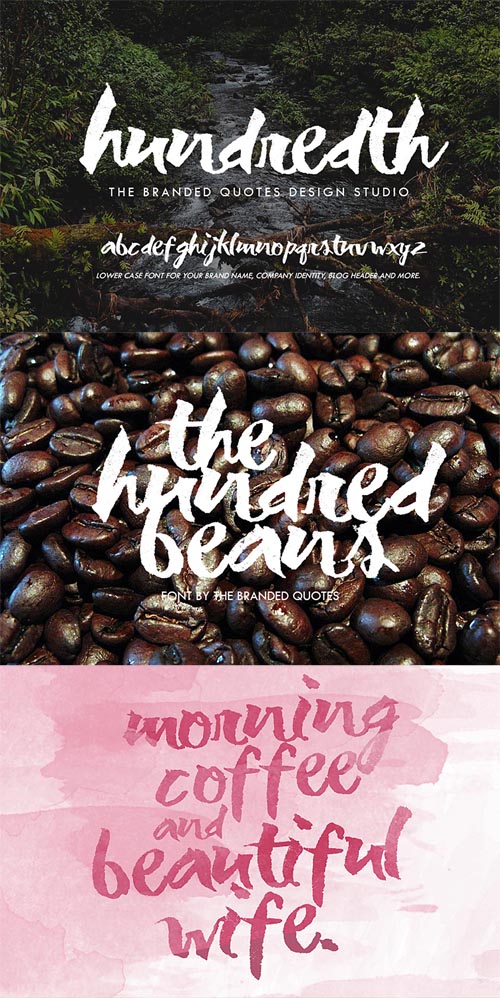 hundredth
THE BRANDED QUOTES DESIGN STUDIO
abcdefghijklmnopqrstuvwxyz
LOWER CASE FONT FOR YOUR BRAND NAME, COMPANY IDENTITY, BLOG HEADER AND MORE.
the
hundred
beans
FONT BY THE BRANDED QUOTES
morning
coffee
and
beautiful
wife.